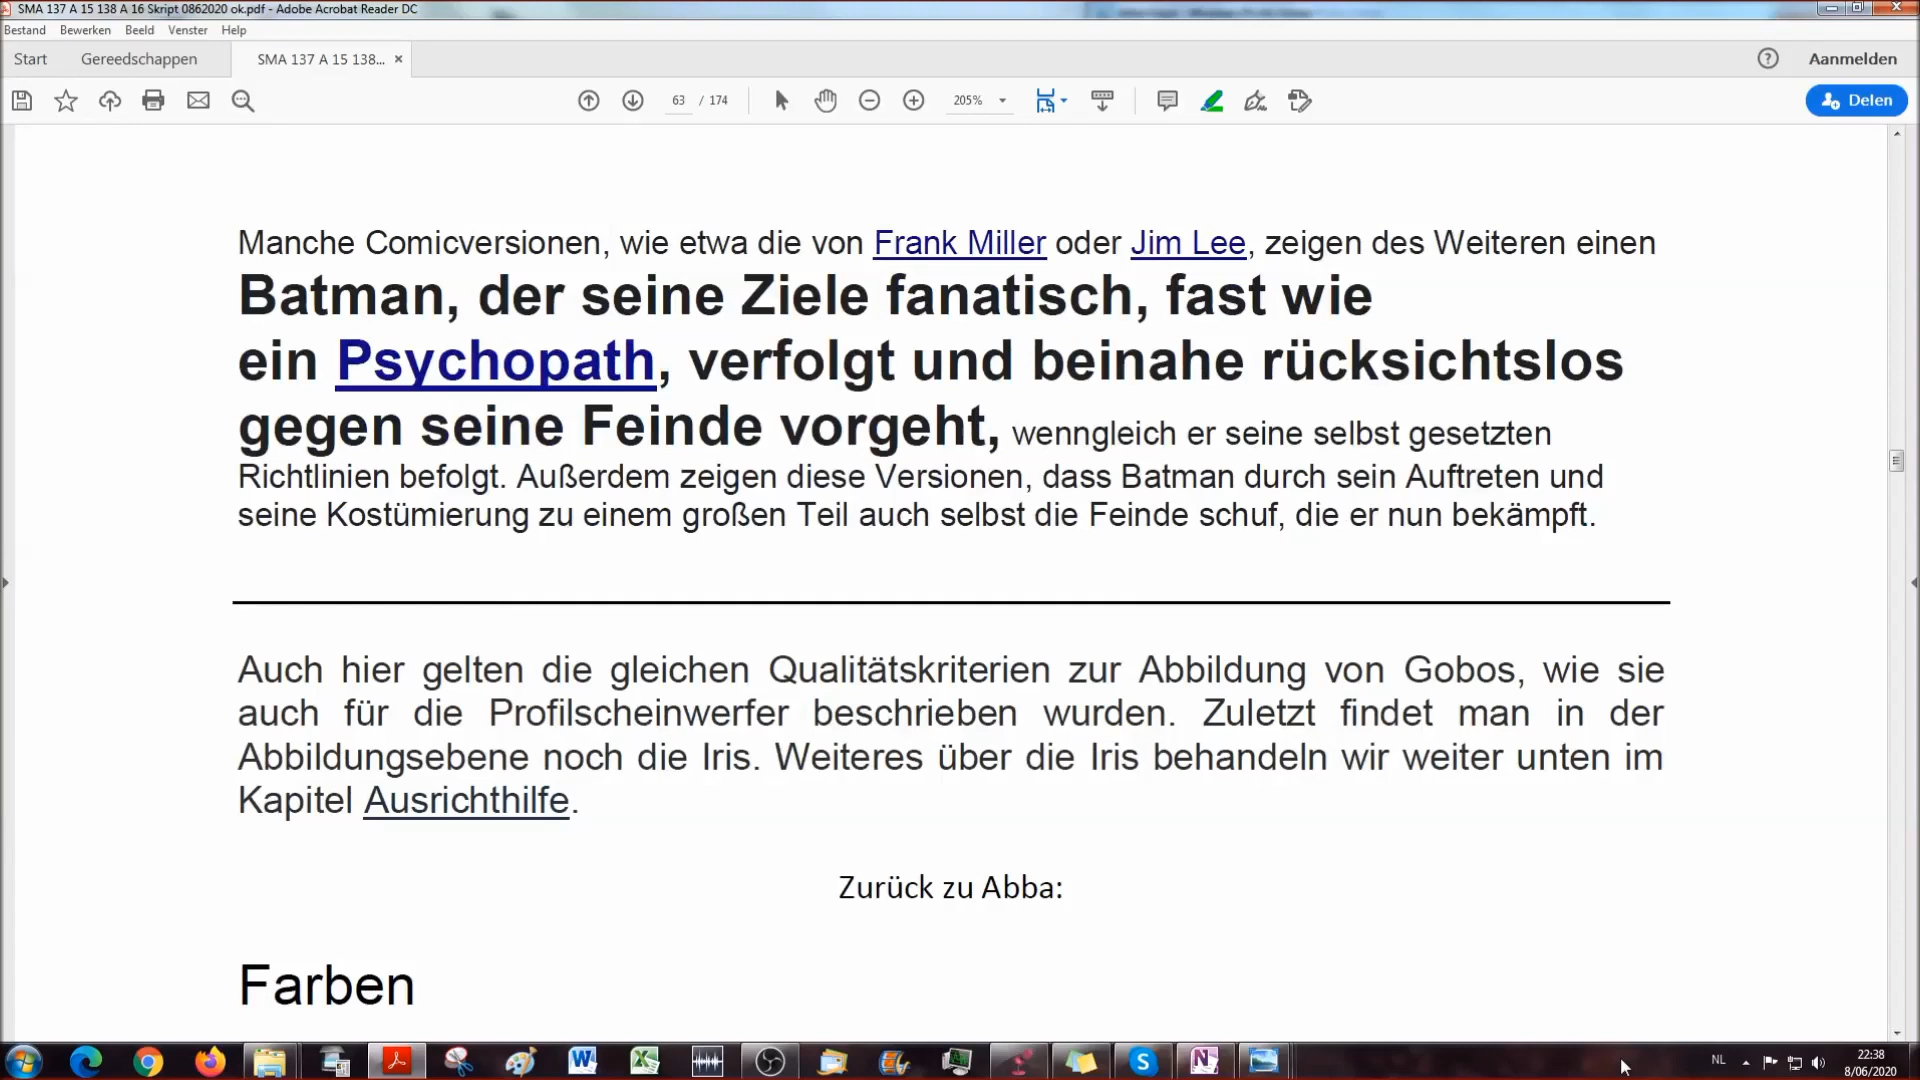 SMA 137 A 15 138 A 16 Skript 0862020 ok.pdf - Adobe Acrobat Reader DC
Bestand Bewerken Beeld Venster Help
Start Gereedschappen SMA 137 A 15 138... × Aanmelden
63 / 174 205% Delen
Manche Comicversionen, wie etwa die von Frank Miller oder Jim Lee, zeigen des Weiteren einen
Batman, der seine Ziele fanatisch, fast wie
ein Psychopath, verfolgt und beinahe rücksichtslos
gegen seine Feinde vorgeht, wenngleich er seine selbst gesetzten
Richtlinien befolgt. Außerdem zeigen diese Versionen, dass Batman durch sein Auftreten und
seine Kostümierung zu einem großen Teil auch selbst die Feinde schuf, die er nun bekämpft.
Auch hier gelten die gleichen Qualitätskriterien zur Abbildung von Gobos, wie sie
auch für die Profilscheinwerfer beschrieben wurden. Zuletzt findet man in der
Abbildungsebene noch die Iris. Weiteres über die Iris behandeln wir weiter unten im
Kapitel Ausrichthilfe.
Zurück zu Abba:
Farben
NL
22:38
8/06/2020